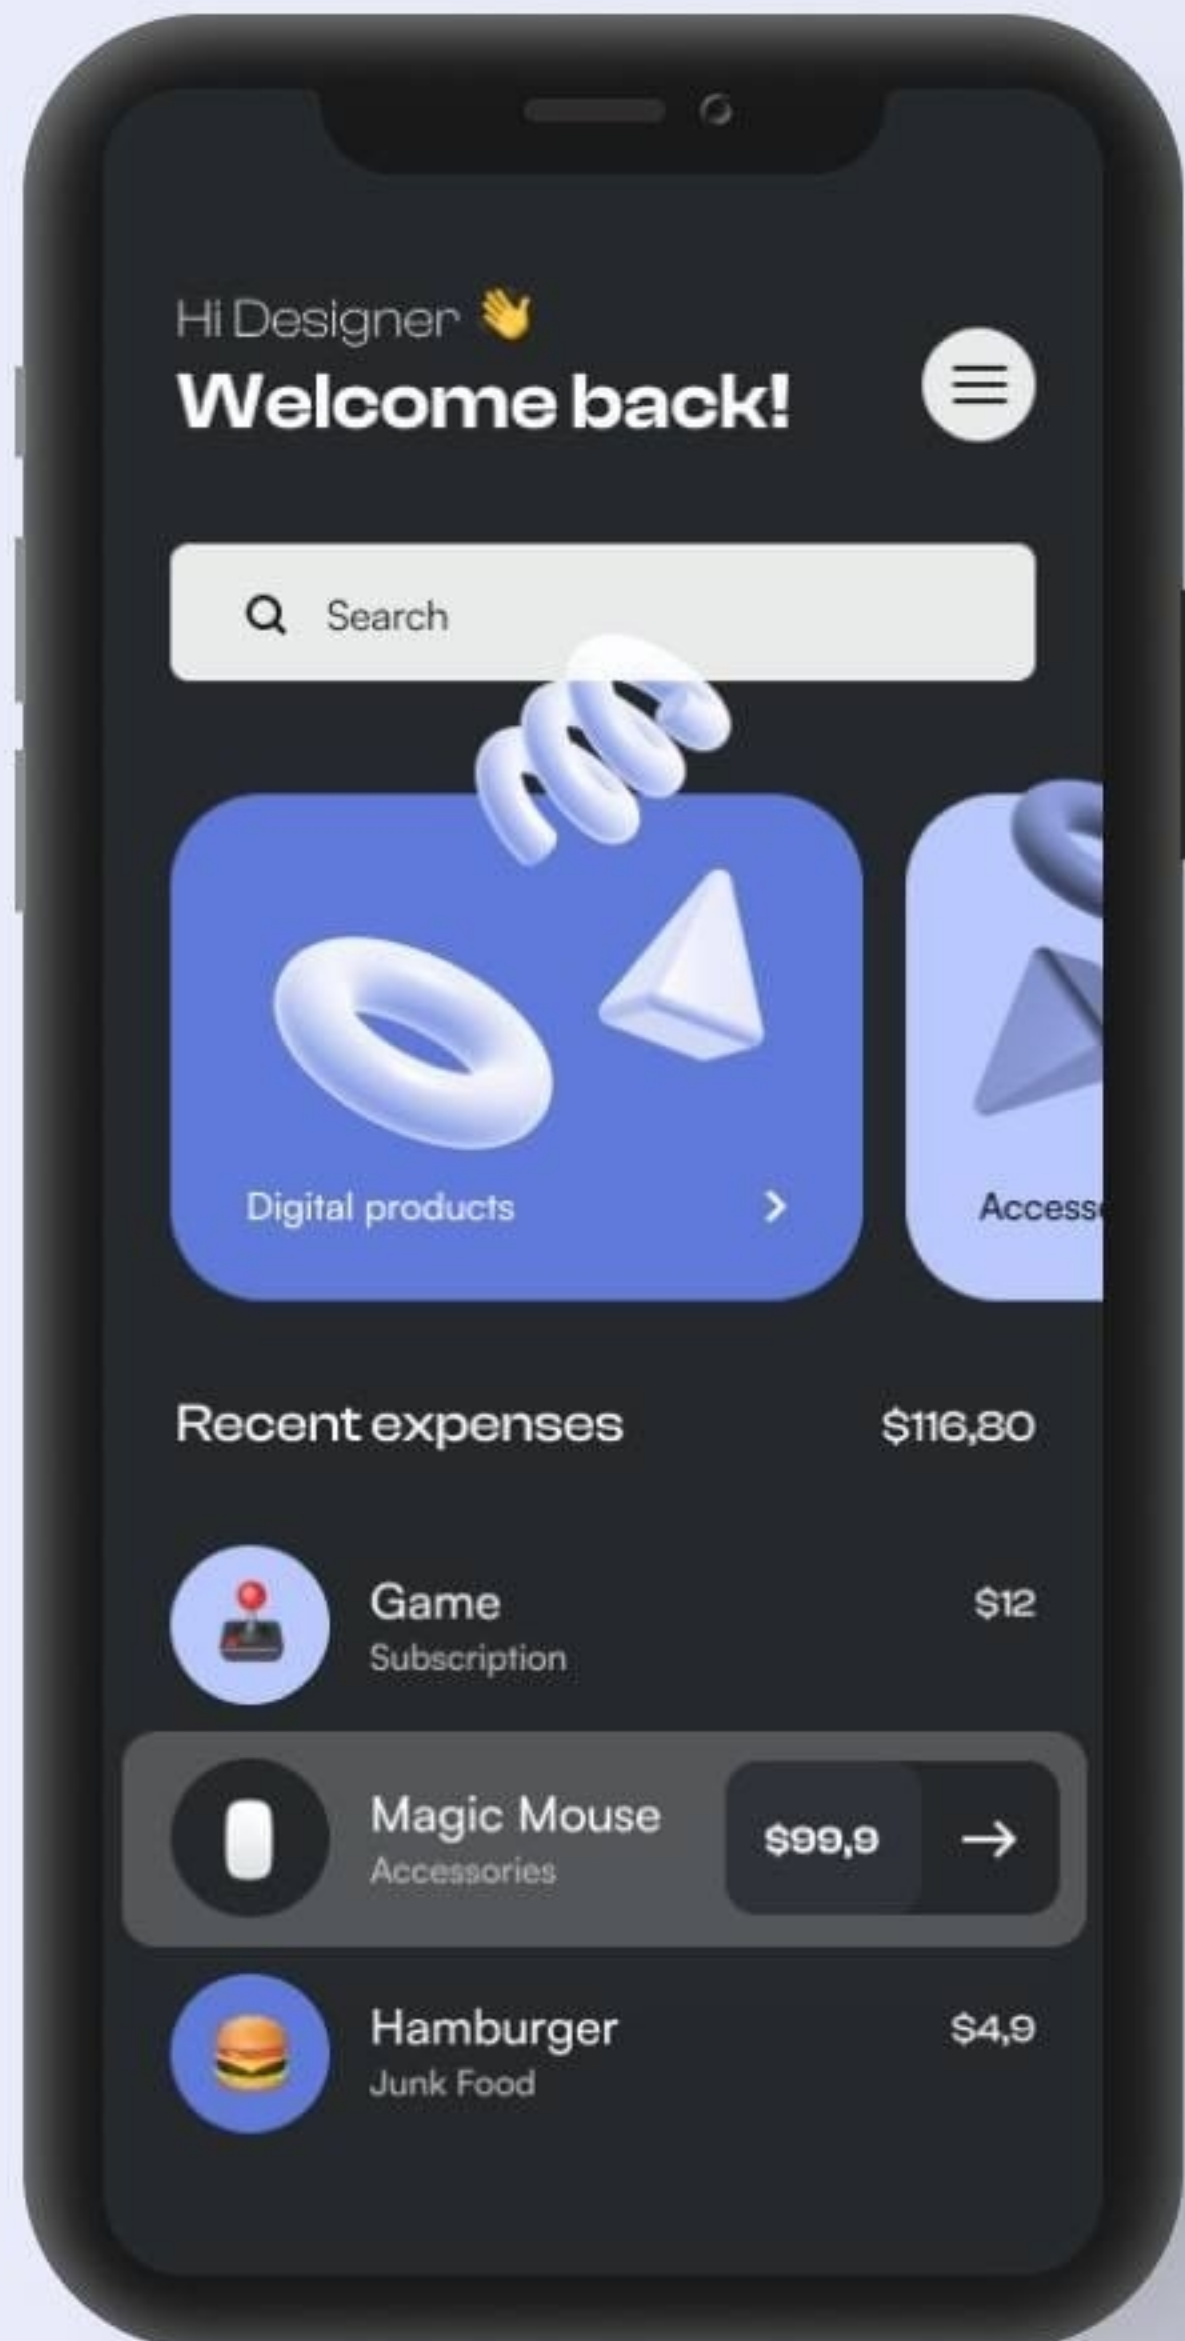 Hi Designer 👋
Welcome back!
Search
Digital products
Access
Recent expenses $116,80
Game $12
Subscription
Magic Mouse
$99,9
Accessories
Hamburger $4,9
Junk Food